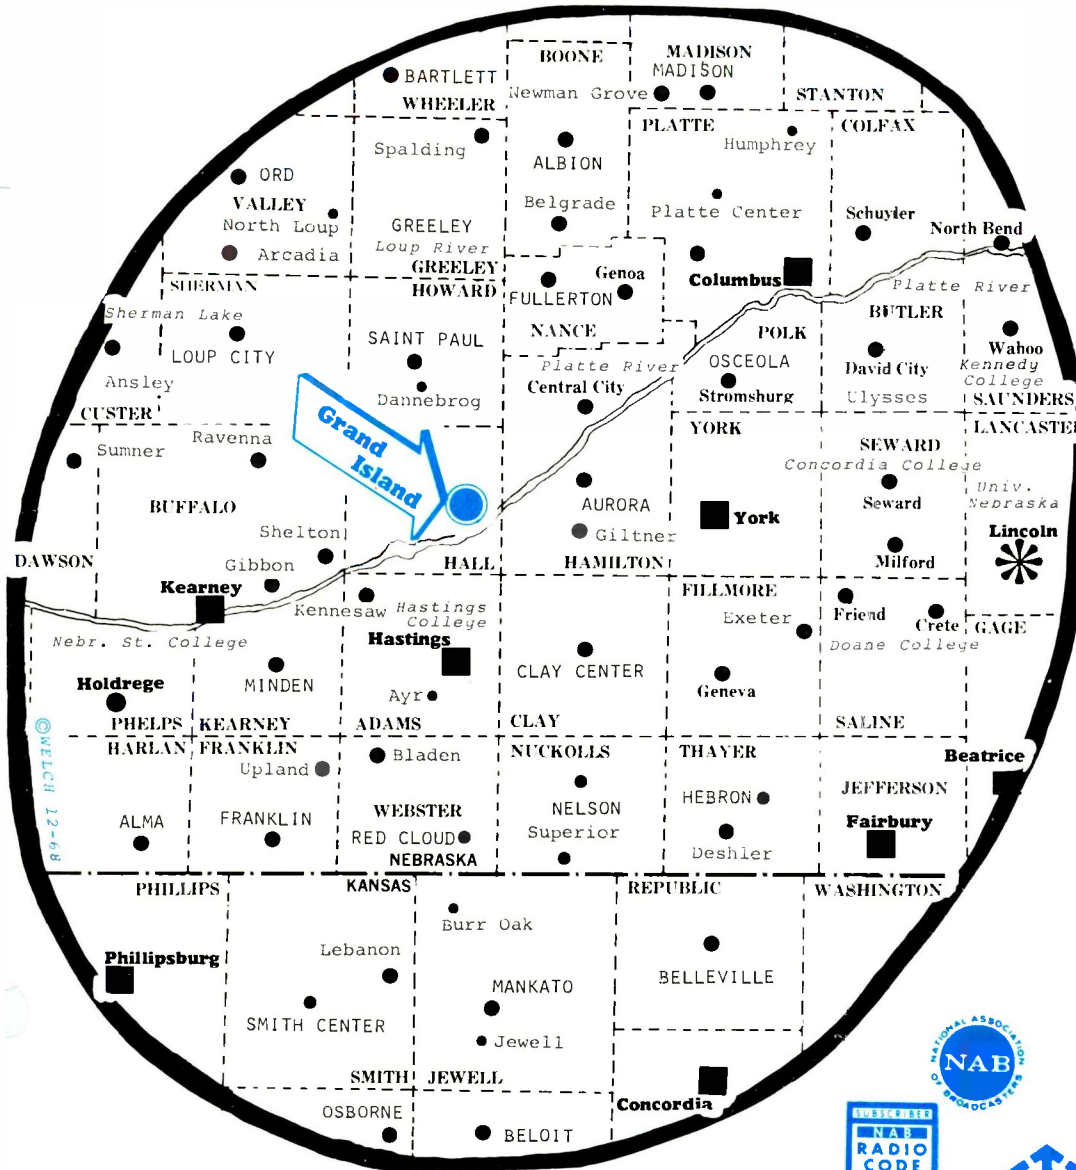 BOONE
MADISON
MADISON
BARTLETT
Newman Grove
WHEELER
STANTON
PLATTE
COLFAX
Spalding
Humphrey
ALBION
ORD
VALLEY
North Loup
Belgrade
Platte Center
Schuyler
GREELEY
Loup River
North Bend
Arcadia
GREELEY
Genoa
Columbus
SHERMAN
HOWARD
FULLERTON
Platte River
Sherman Lake
BUTLER
NANCE
POLK
SAINT PAUL
LOUP CITY
Platte River
OSCEOLA
David City
Wahoo
Kennedy
College
Ansley
Dannebrog
Central City
Stromsburg
Ulysses
SAUNDERS
CUSTER
Grand
Island
YORK
LANCASTER
Ravenna
SEWARD
Sumner
Concordia College
Univ.
Nebraska
BUFFALO
AURORA
Seward
York
Shelton
Giltner
Lincoln
DAWSON
Gibbon
HALL
HAMILTON
Milford
Kearney
FILLMORE
Kennesaw
Hastings
College
Exeter
Friend
Crete
GAGE
Nebr. St. College
Hastings
Doane College
Holdrege
MINDEN
CLAY CENTER
Ayr
Geneva
PHELPS
KEARNEY
ADAMS
CLAY
SALINE
HARLAN
FRANKLIN
NUCKOLLS
THAYER
Bladen
Upland
Beatrice
JEFFERSON
©WELCH 12-68
HEBRON
NELSON
WEBSTER
ALMA
FRANKLIN
RED CLOUD
Superior
Fairbury
Deshler
NEBRASKA
PHILLIPS
KANSAS
REPUBLIC
WASHINGTON
Burr Oak
Lebanon
Phillipsburg
BELLEVILLE
MANKATO
SMITH CENTER
Jewell
SMITH
JEWELL
Concordia
OSBORNE
BELOIT
NATIONAL ASSOCIATION
NAB
OF BROADCASTERS
SUBSCRIBER
NAB
RADIO
CODE